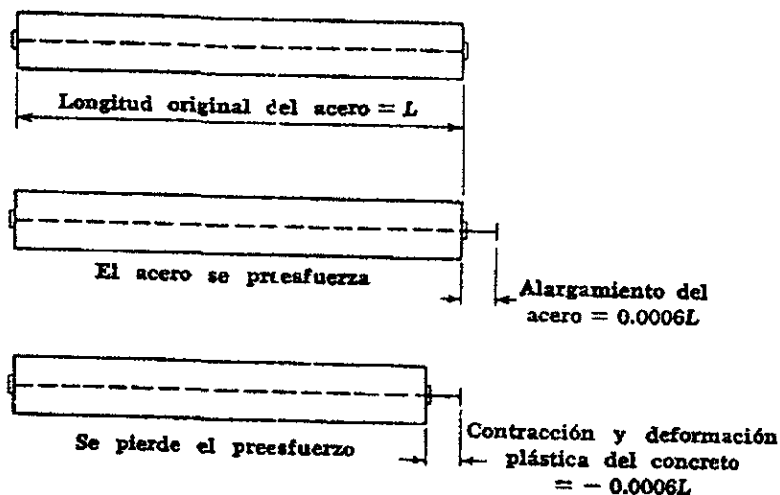 Longitud original del acero = L
El acero se preesfuerza
Alargamiento del
acero = 0.0006L
Se pierde el preesfuerzo
Contracción y deformación
plástica del concreto
= − 0.0006L